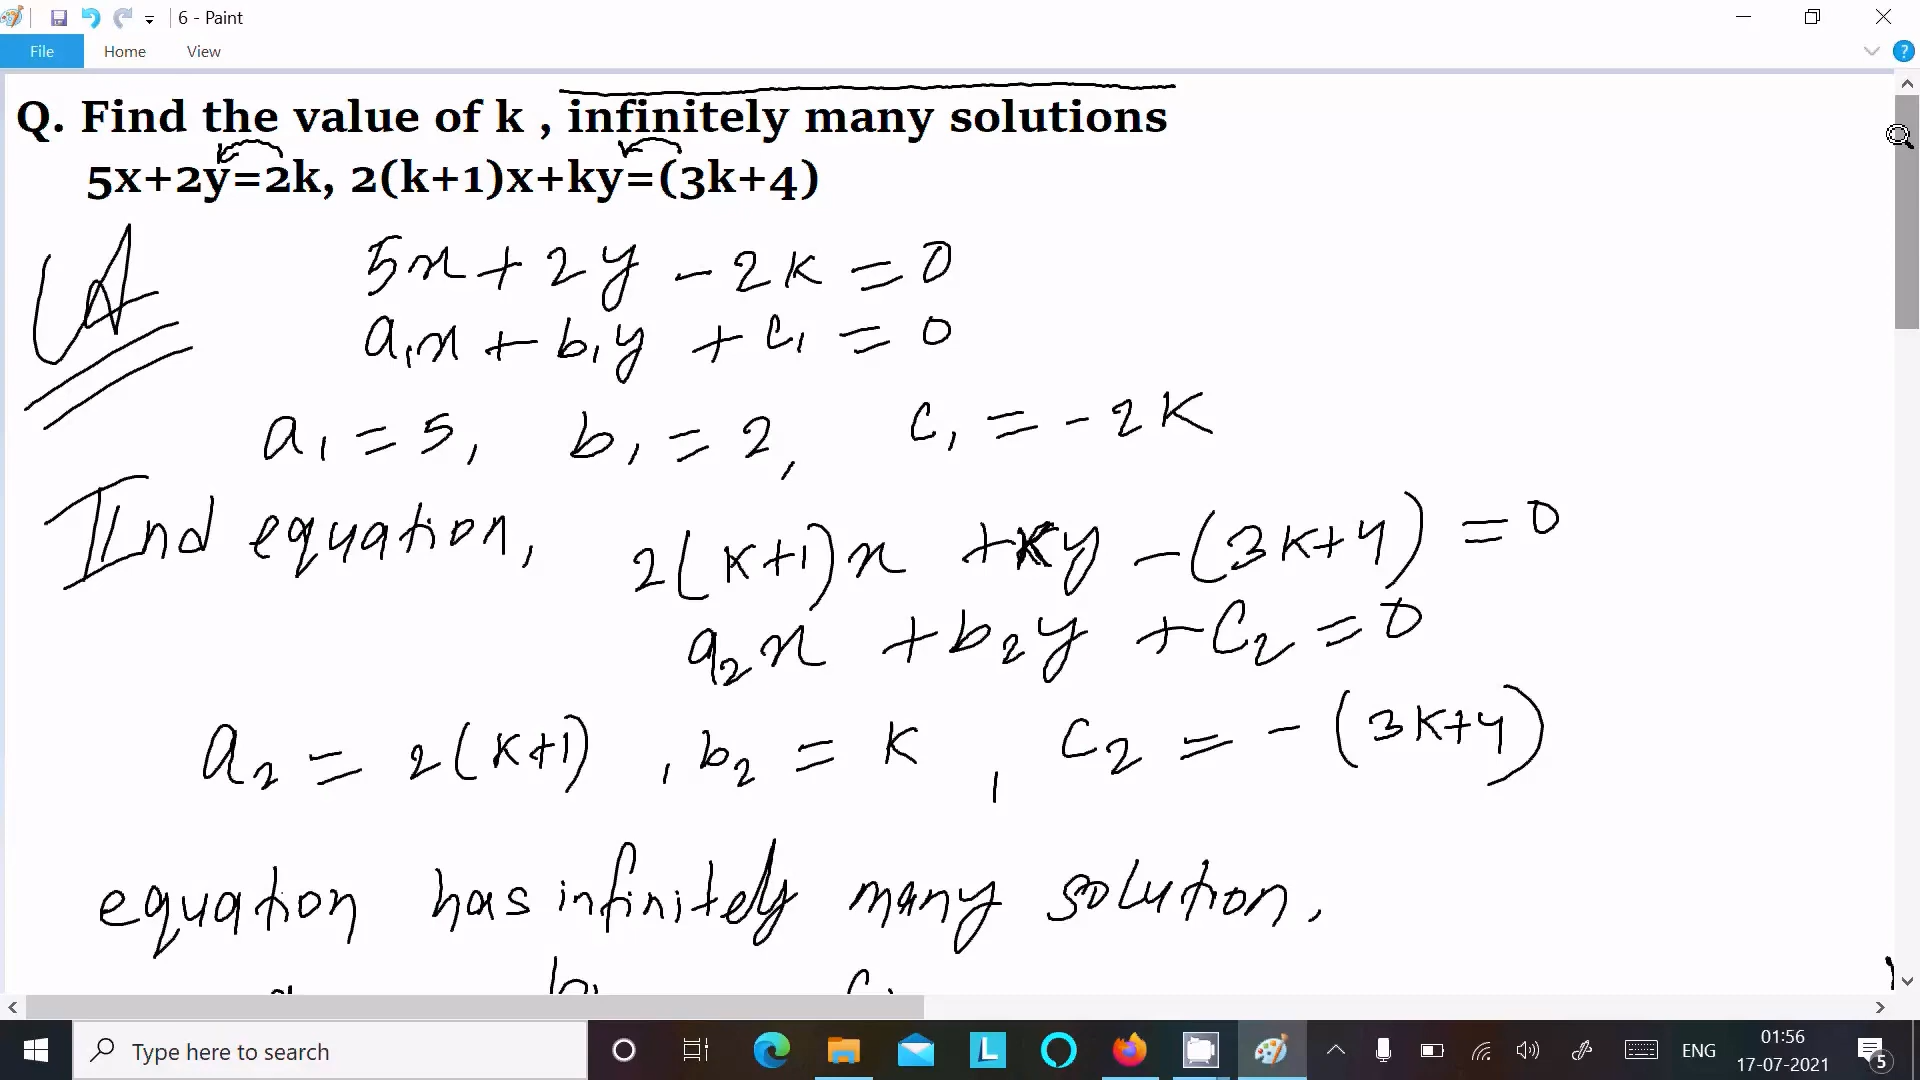 6 - Paint
File Home View
Q. Find the value of k , infinitely many solutions
5x+2y=2k, 2(k+1)x+ky=(3k+4)
5x + 2y - 2k = 0
a₁x + b₁y + c₁ = 0
a₁ = 5, b₁ = 2, c₁ = -2k
IInd equation, 2(k+1)x + ky - (3k+4) = 0
a₂x + b₂y + c₂ = 0
a₂ = 2(k+1), b₂ = k, c₂ = -(3k+4)
equation has infinitely many solution.
Type here to search
L
ENG
01:56
17-07-2021
5